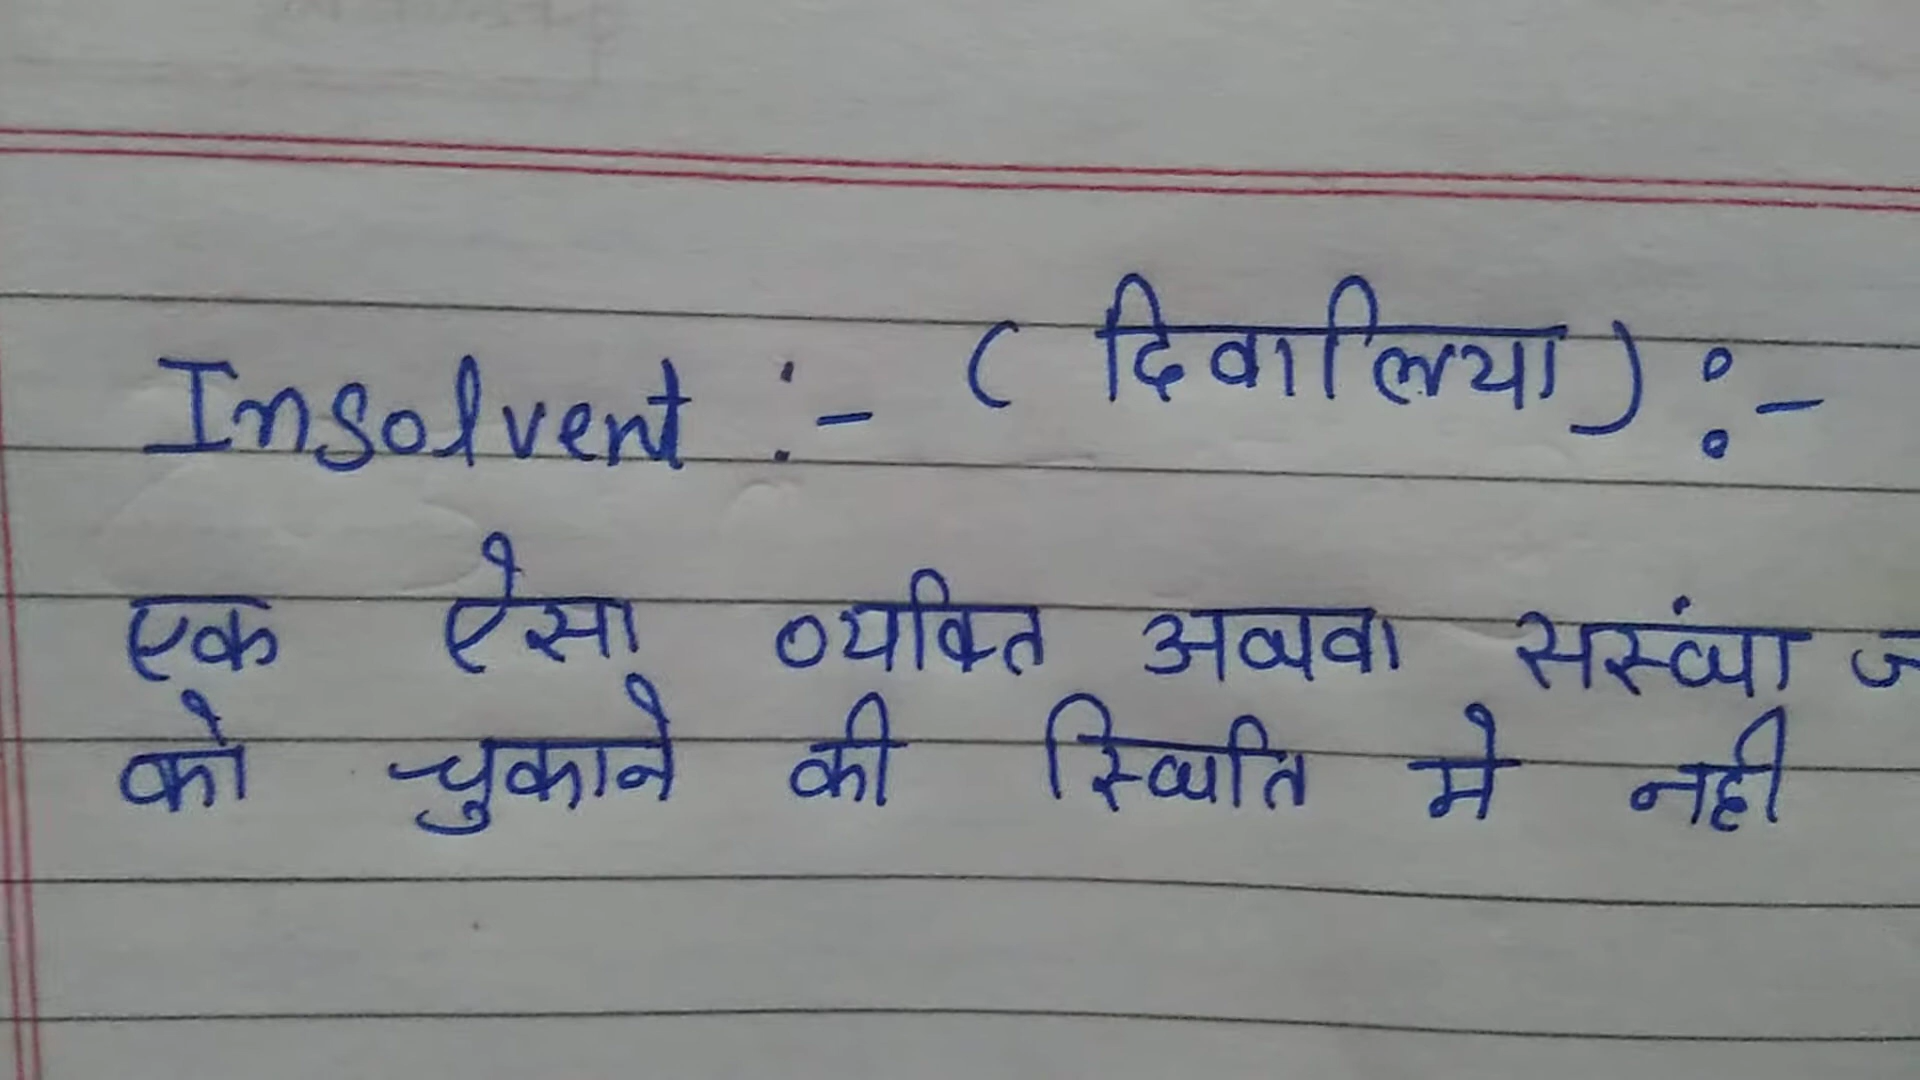 Insolvent :- ( दिवालिया ) :-
एक ऐसा व्यक्ति अथवा सस्ंथा
को चुकाने की स्थिति मे नही